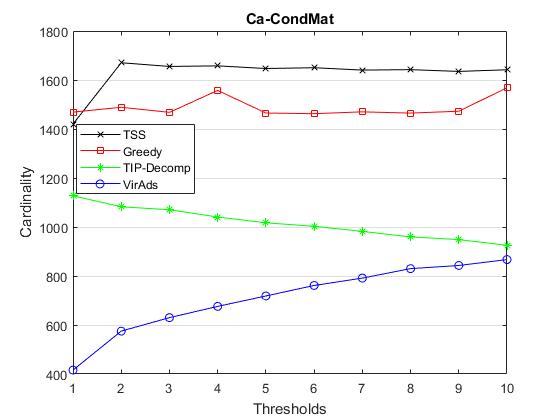 Ca-CondMat
1800
1600
1400
1200
1000
800
600
400
Cardinality
TSS
Greedy
TIP-Decomp
VirAds
1 2 3 4 5 6 7 8 9 10
Thresholds